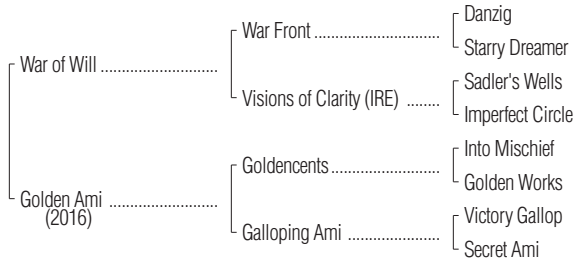 Danzig
War Front
Starry Dreamer
War of Will
Sadler's Wells
Visions of Clarity (IRE)
Imperfect Circle
Into Mischief
Goldencents
Golden Works
Golden Ami
(2016)
Victory Gallop
Galloping Ami
Secret Ami